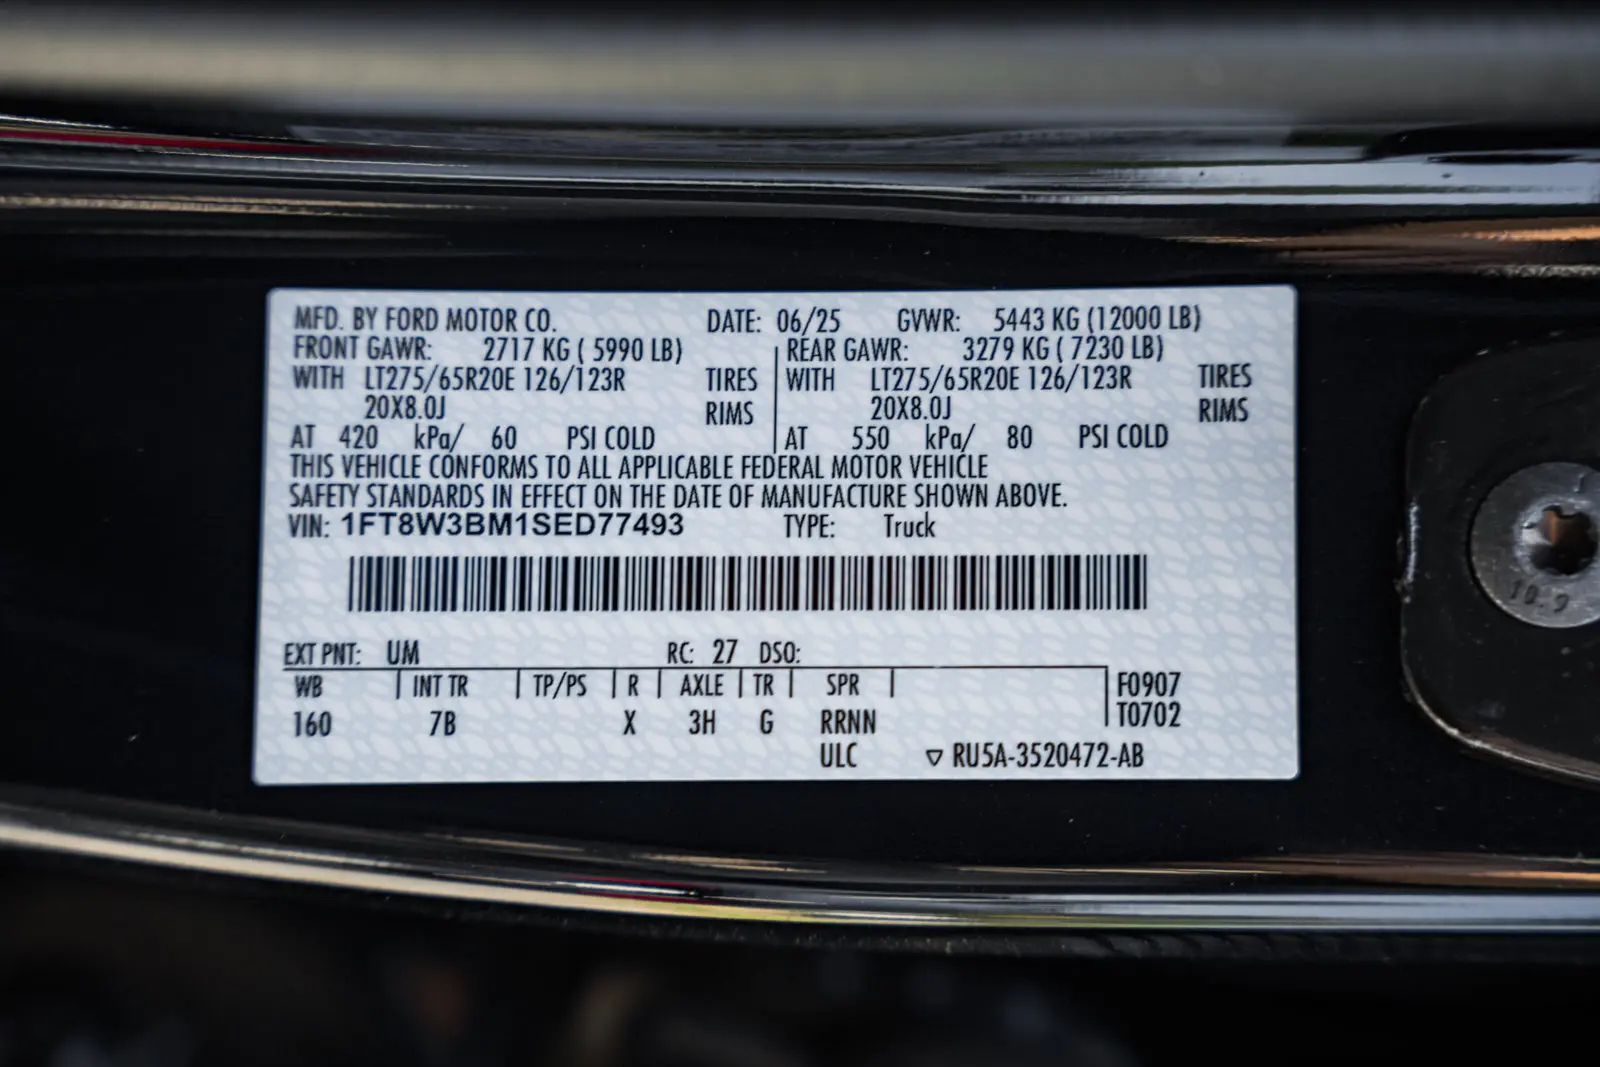 MFD. BY FORD MOTOR CO. DATE: 06/25 GVWR: 5443 KG (12000 LB)
FRONT GAWR: 2717 KG ( 5990 LB) REAR GAWR: 3279 KG ( 7230 LB)
WITH LT275/65R20E 126/123R TIRES WITH LT275/65R20E 126/123R TIRES
20X8.0J RIMS 20X8.0J RIMS
AT 420 kPa/ 60 PSI COLD AT 550 kPa/ 80 PSI COLD
THIS VEHICLE CONFORMS TO ALL APPLICABLE FEDERAL MOTOR VEHICLE
SAFETY STANDARDS IN EFFECT ON THE DATE OF MANUFACTURE SHOWN ABOVE.
VIN: 1FT8W3BM1SED77493 TYPE: Truck
EXT PNT: UM RC: 27 DSO:
WB INT TR TP/PS R AXLE TR SPR F0907
160 7B X 3H G RRNN T0702
ULC ▽ RU5A-3520472-AB
10.9